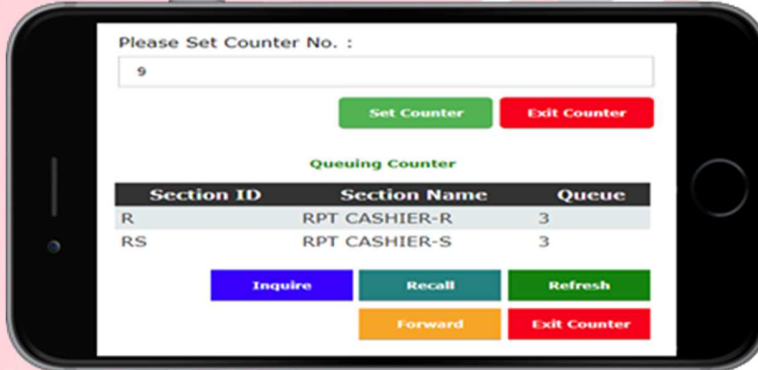 Please Set Counter No. :
9
Set Counter Exit Counter
Queuing Counter
Section ID Section Name Queue
R RPT CASHIER-R 3
RS RPT CASHIER-S 3
Inquire Recall Refresh
Forward Exit Counter